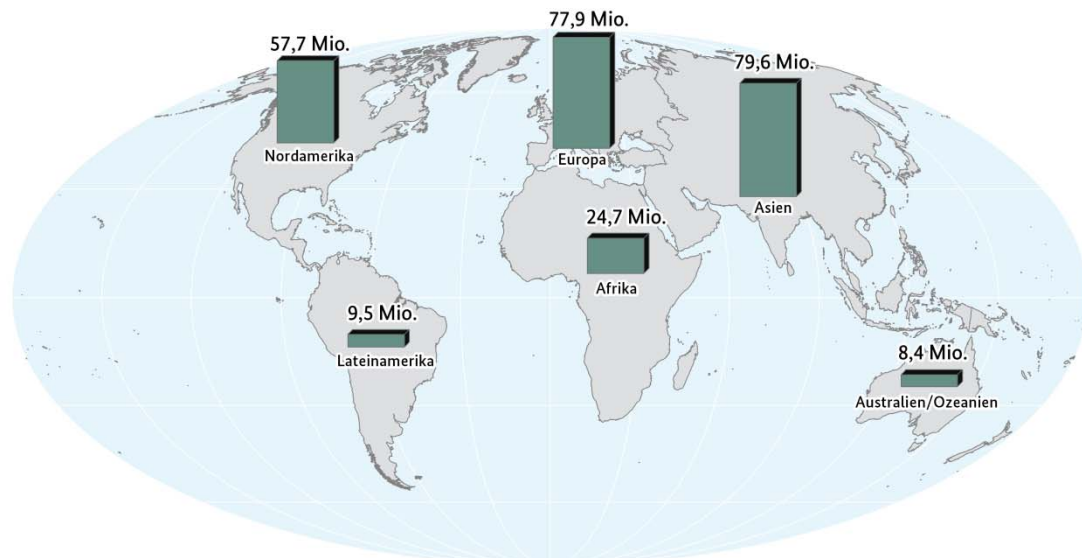 57,7 Mio.
Nordamerika
77,9 Mio.
Europa
79,6 Mio.
Asien
24,7 Mio.
Afrika
9,5 Mio.
Lateinamerika
8,4 Mio.
Australien/Ozeanien